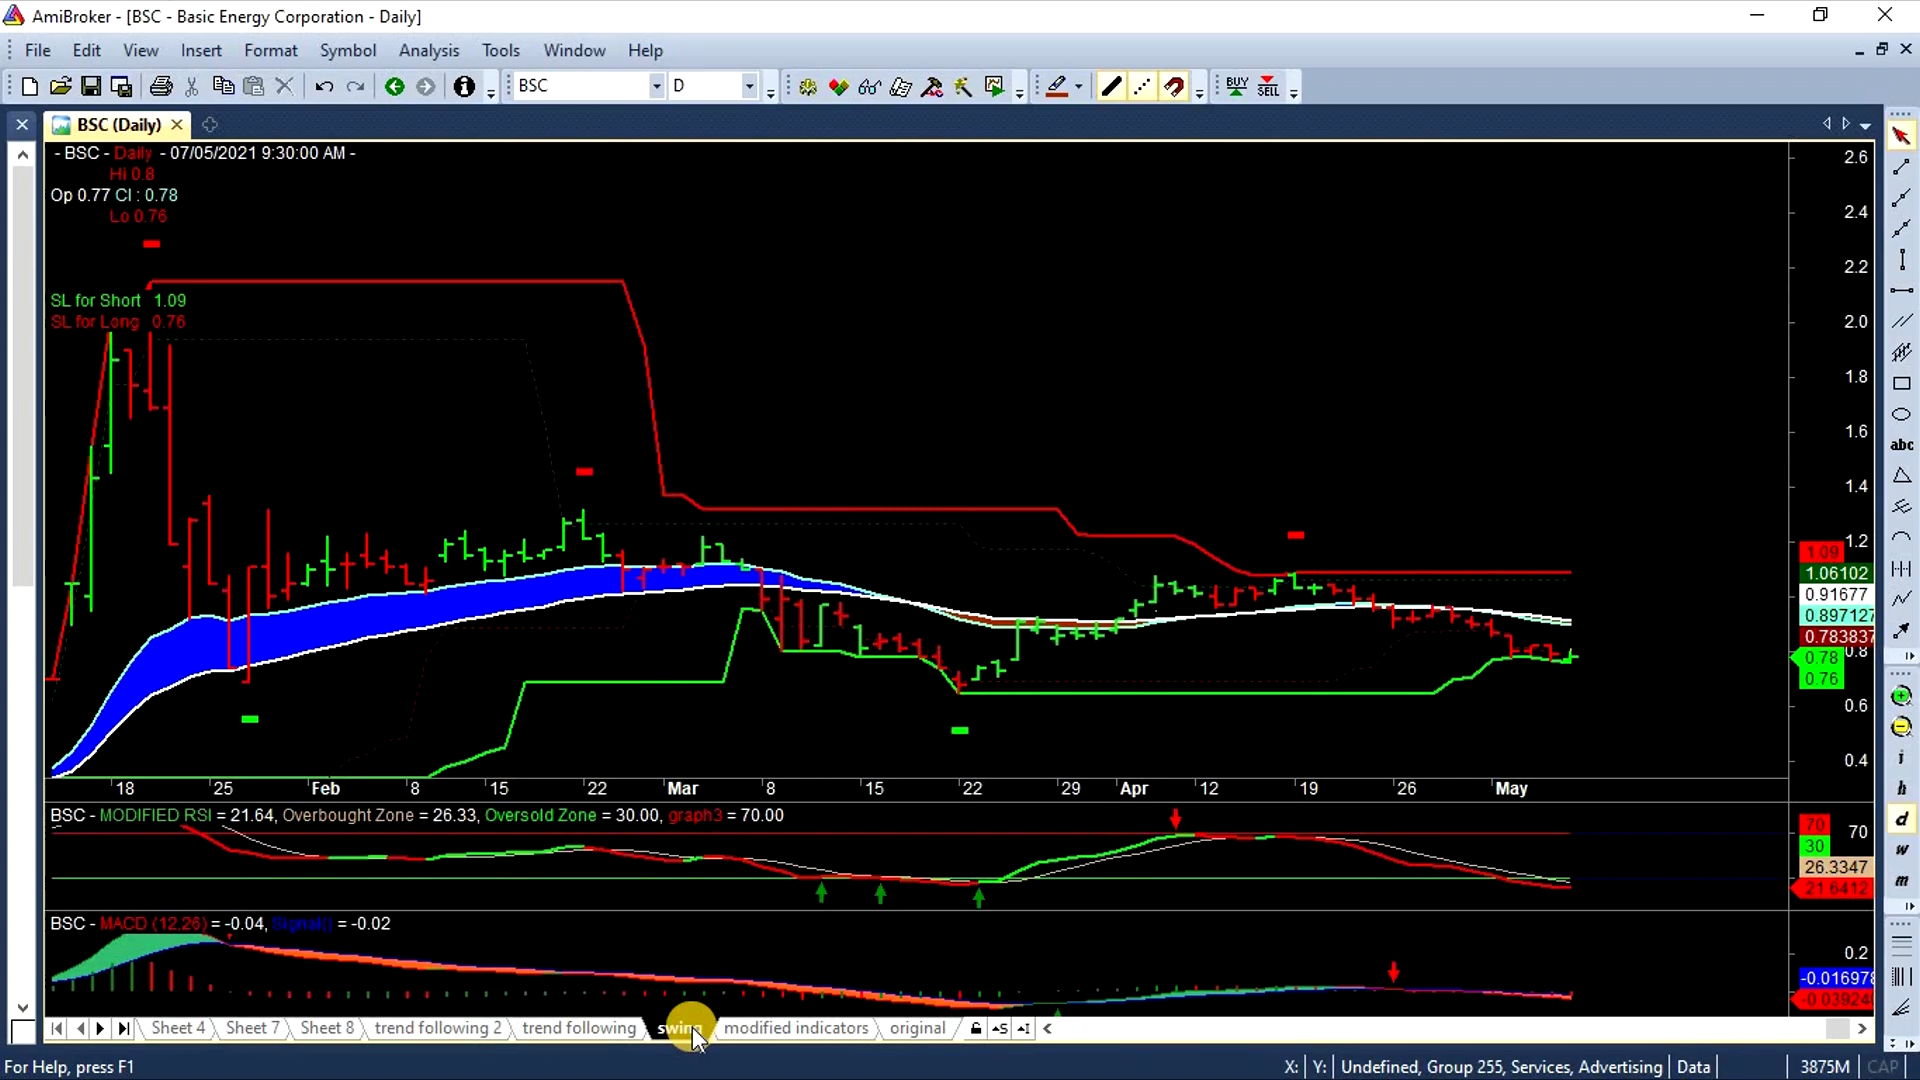 AmiBroker - [BSC - Basic Energy Corporation - Daily]
File Edit View Insert Format Symbol Analysis Tools Window Help
BSC D BUY SELL
BSC (Daily)
- BSC - Daily - 07/05/2021 9:30:00 AM -
Hi 0.8
Op 0.77 Cl : 0.78
Lo 0.76
SL for Short 1.09
SL for Long 0.76
2.6
2.4
2.2
2.0
1.8
1.6
1.4
1.2
1.09
1.06102
0.91677
0.897127
0.783837
0.8
0.78
0.76
0.6
0.4
18 25 Feb 8 15 22 Mar 8 15 22 29 Apr 12 19 26 May
BSC - MODIFIED RSI = 21.64, Overbought Zone = 26.33, Oversold Zone = 30.00, graph3 = 70.00
70 70
30
26.3347
21.6412
BSC - MACD (12,26) = -0.04, Signal() = -0.02
0.2
-0.016978
-0.039240
abc
i
h
d
w
m
Sheet 4 Sheet 7 Sheet 8 trend following 2 trend following swing modified indicators original
For Help, press F1 X: Y: Undefined, Group 255, Services, Advertising Data 3875M CAP